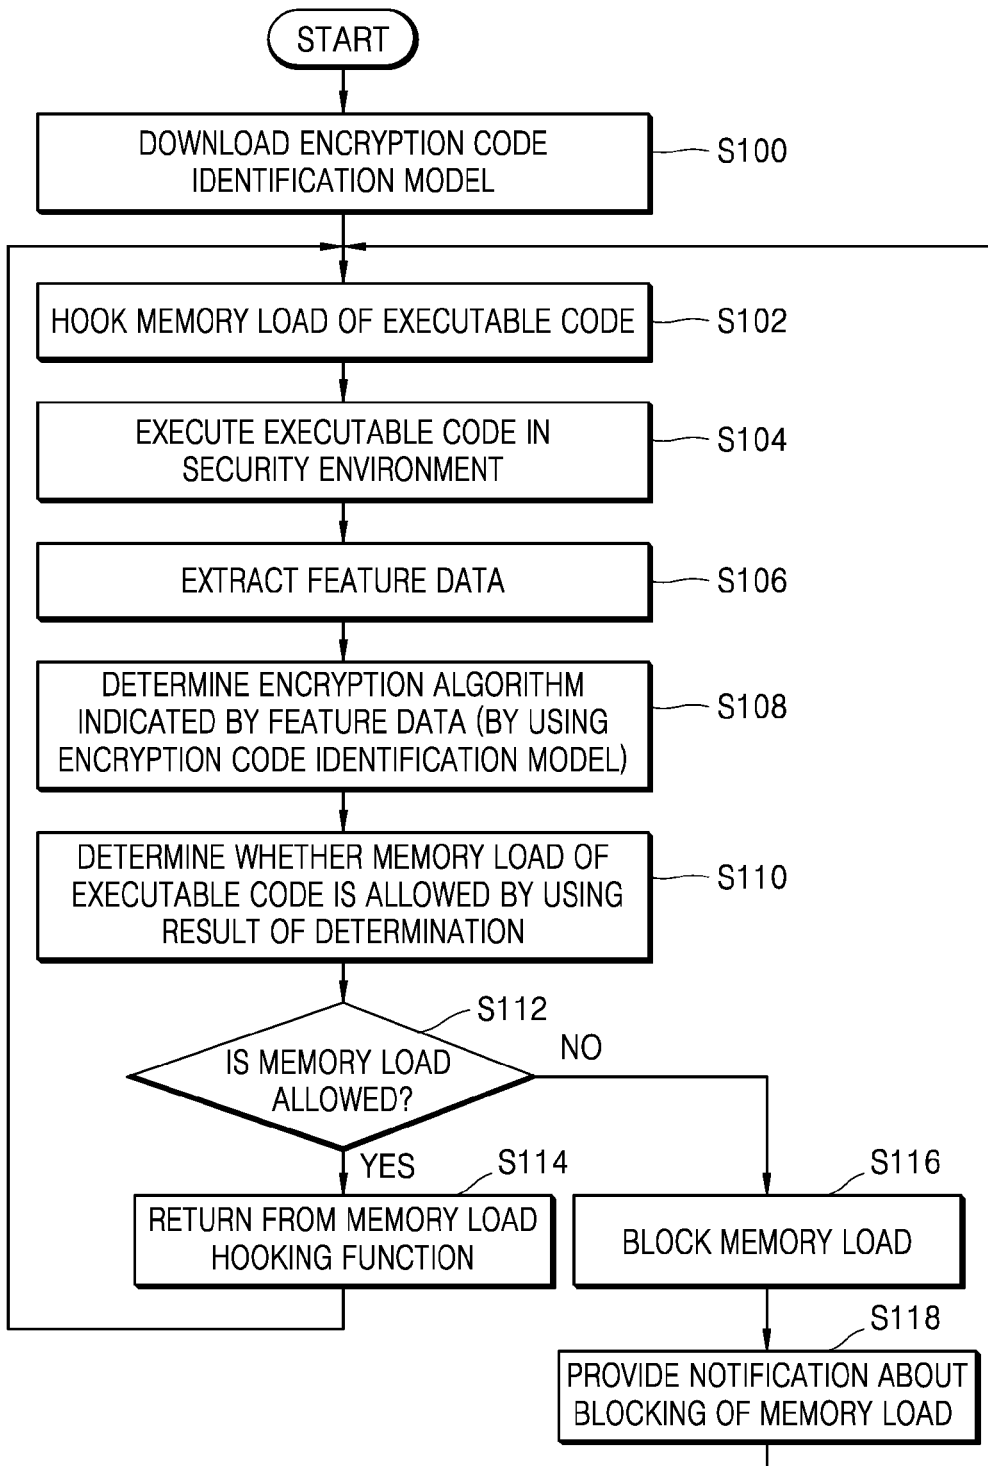 START
DOWNLOAD ENCRYPTION CODE
IDENTIFICATION MODEL
S100
HOOK MEMORY LOAD OF EXECUTABLE CODE
S102
EXECUTE EXECUTABLE CODE IN
SECURITY ENVIRONMENT
S104
EXTRACT FEATURE DATA
S106
DETERMINE ENCRYPTION ALGORITHM
INDICATED BY FEATURE DATA (BY USING
ENCRYPTION CODE IDENTIFICATION MODEL)
S108
DETERMINE WHETHER MEMORY LOAD OF
EXECUTABLE CODE IS ALLOWED BY USING
RESULT OF DETERMINATION
S110
S112
IS MEMORY LOAD
ALLOWED?
NO
YES
S114
RETURN FROM MEMORY LOAD
HOOKING FUNCTION
S116
BLOCK MEMORY LOAD
S118
PROVIDE NOTIFICATION ABOUT
BLOCKING OF MEMORY LOAD